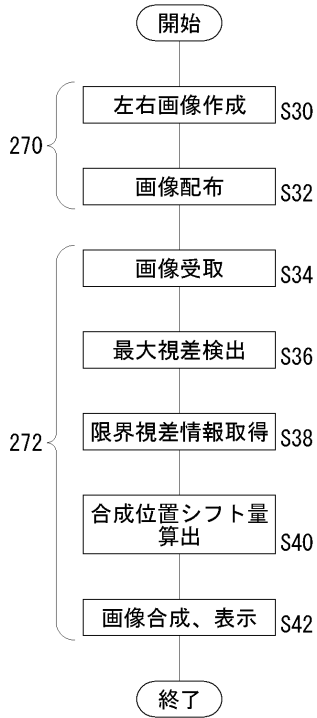 開始
左右画像作成
S30
270
画像配布
S32
画像受取
S34
最大視差検出
S36
272
限界視差情報取得
S38
合成位置シフト量
算出
S40
画像合成、表示
S42
終了